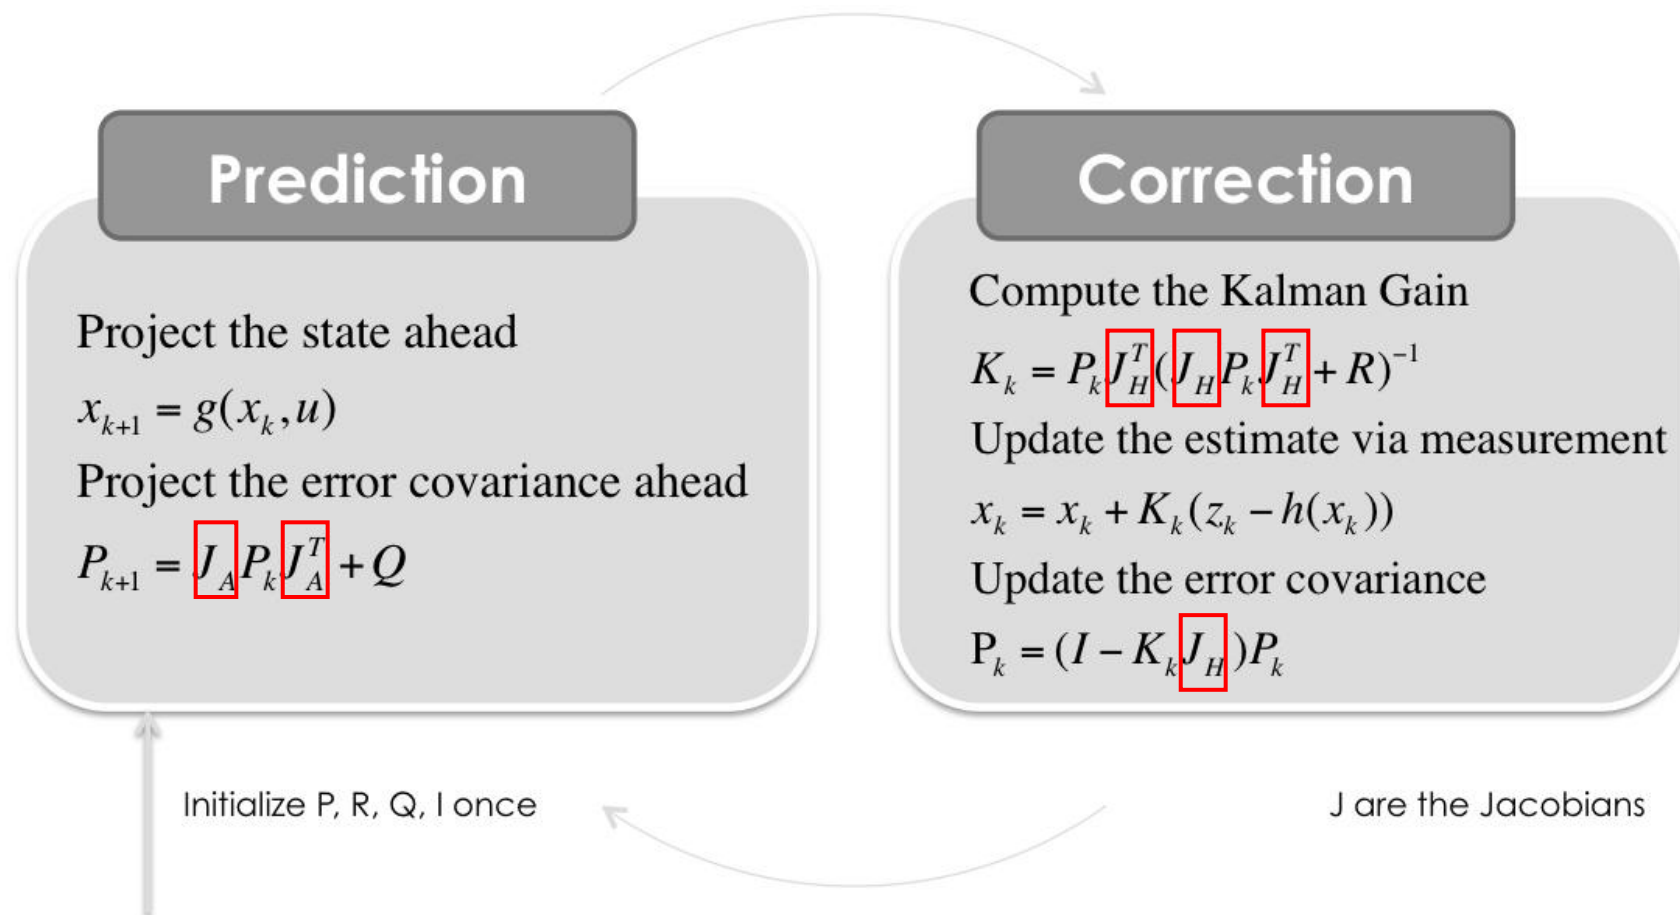 Prediction
Project the state ahead
x_{k+1} = g(x_k, u)
Project the error covariance ahead
P_{k+1} = J_A P_k J_A^T + Q
Initialize P, R, Q, I once
Correction
Compute the Kalman Gain
K_k = P_k J_H^T (J_H P_k J_H^T + R)^{-1}
Update the estimate via measurement
x_k = x_k + K_k (z_k - h(x_k))
Update the error covariance
P_k = (I - K_k J_H) P_k
J are the Jacobians